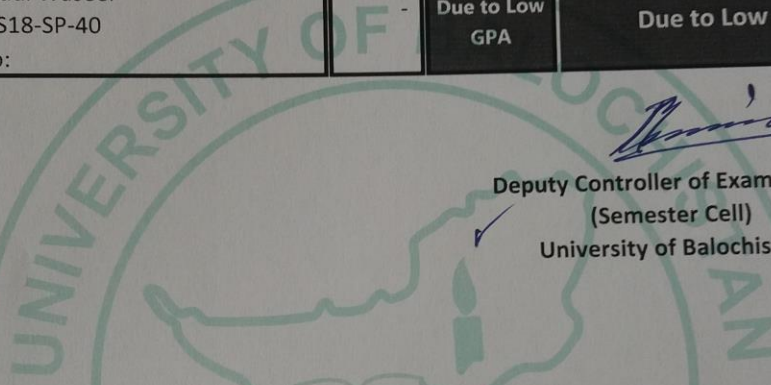 S18-SP-40
-
Due to Low
GPA
Due to Low
Deputy Controller of Exam
(Semester Cell)
University of Balochis
UNIVERSITY OF
LOCHISTAN